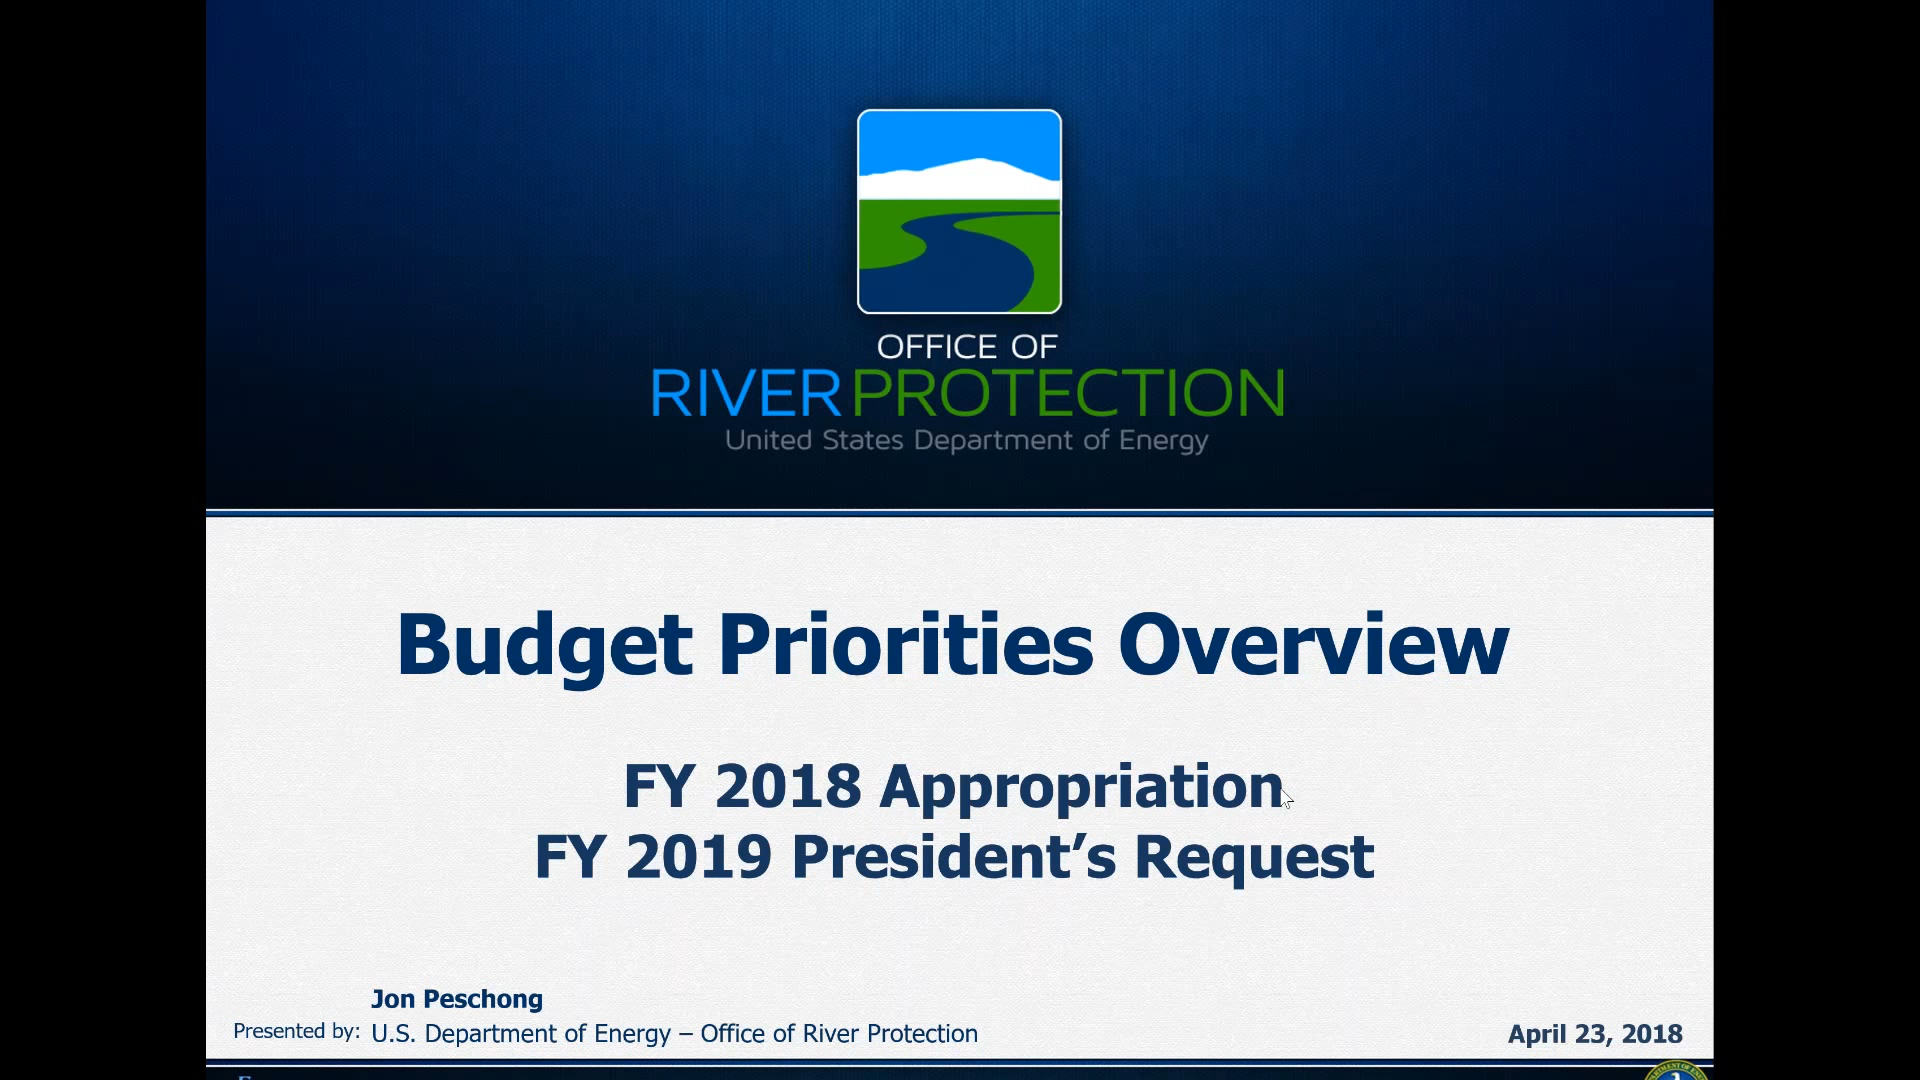 OFFICE OF
RIVER PROTECTION
United States Department of Energy
Budget Priorities Overview
FY 2018 Appropriation
FY 2019 President’s Request
Jon Peschong
Presented by: U.S. Department of Energy – Office of River Protection
April 23, 2018